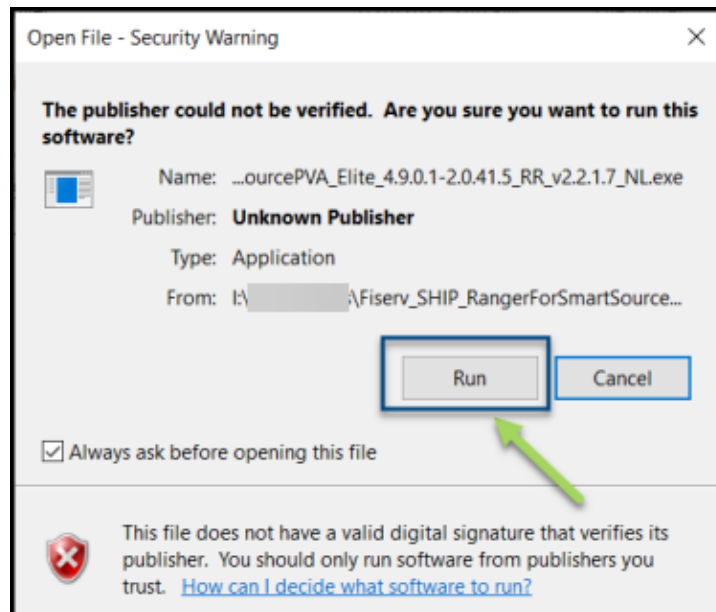 Open File - Security Warning
The publisher could not be verified. Are you sure you want to run this
software?
Name: ...ourcePVA_Elite_4.9.0.1-2.0.41.5_RR_v2.2.1.7_NL.exe
Publisher: Unknown Publisher
Type: Application
From: I:\ \Fiserv_SHIP_RangerForSmartSource...
Run Cancel
Always ask before opening this file
This file does not have a valid digital signature that verifies its
publisher. You should only run software from publishers you
trust. How can I decide what software to run?